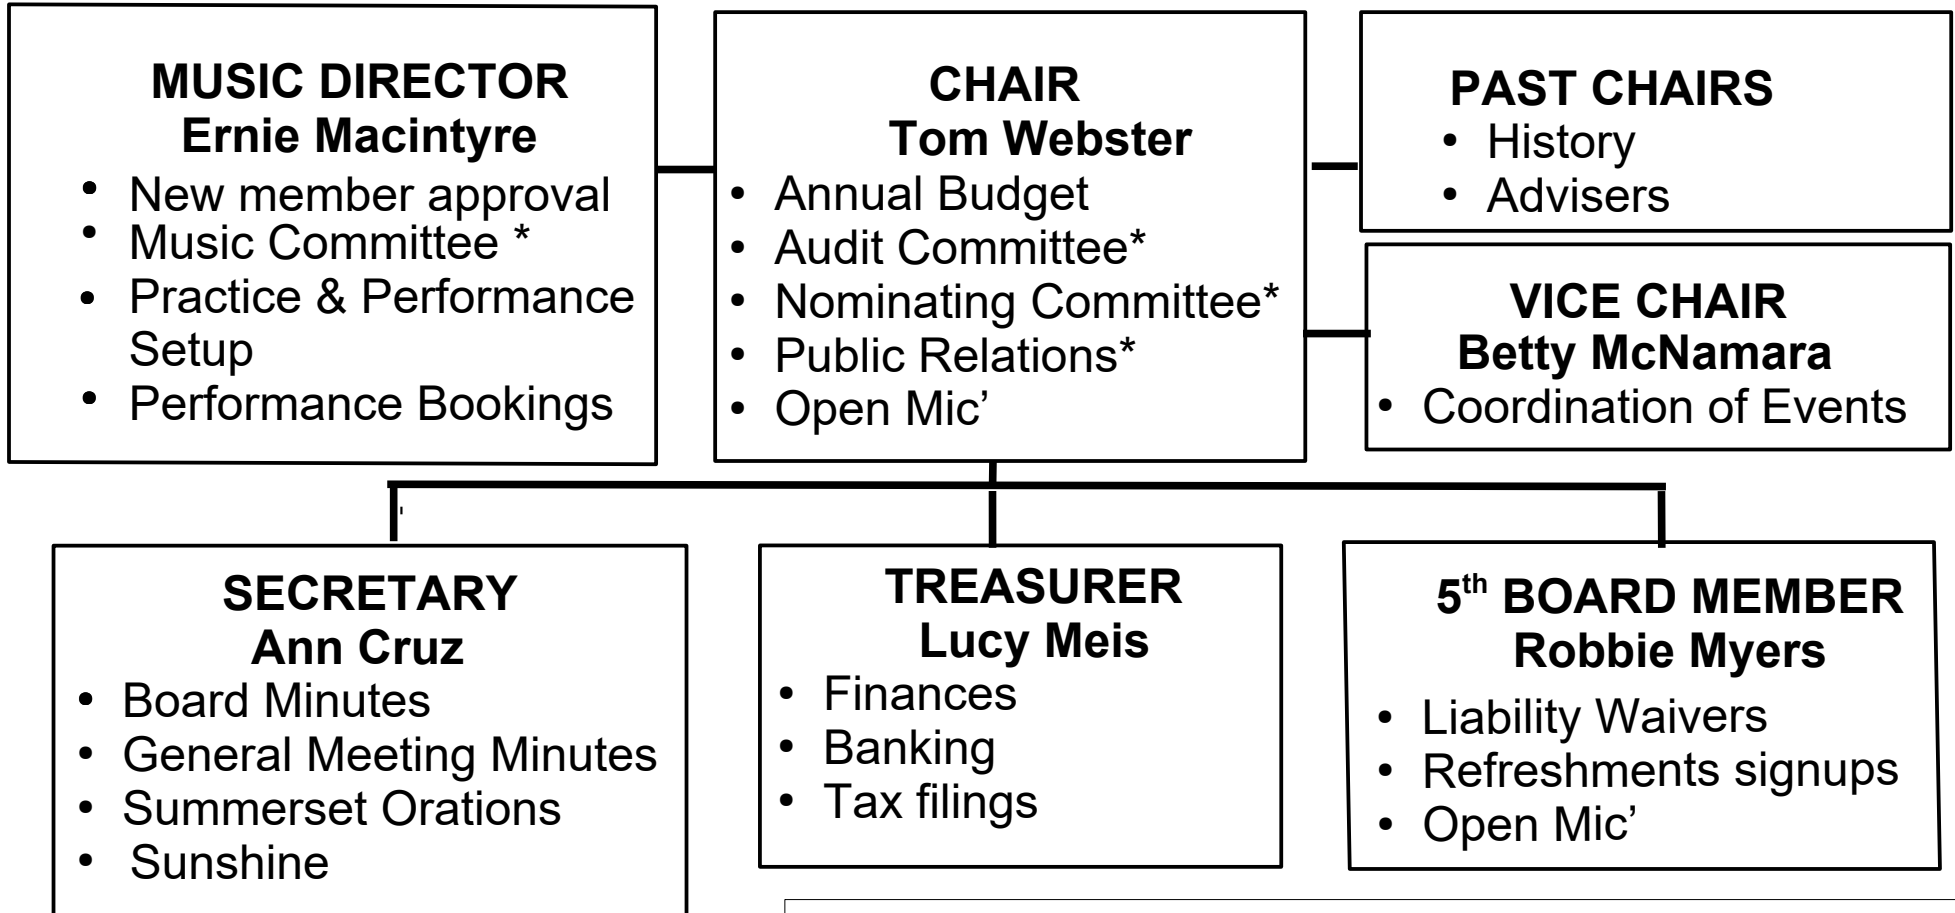 MUSIC DIRECTOR
Ernie Macintyre
• New member approval
• Music Committee *
• Practice & Performance
Setup
• Performance Bookings
CHAIR
Tom Webster
• Annual Budget
• Audit Committee*
• Nominating Committee*
• Public Relations*
• Open Mic’
PAST CHAIRS
• History
• Advisers
VICE CHAIR
Betty McNamara
• Coordination of Events
'
SECRETARY
Ann Cruz
• Board Minutes
• General Meeting Minutes
• Summerset Orations
• Sunshine
TREASURER
Lucy Meis
• Finances
• Banking
• Tax filings
5th BOARD MEMBER
Robbie Myers
• Liability Waivers
• Refreshments signups
• Open Mic’